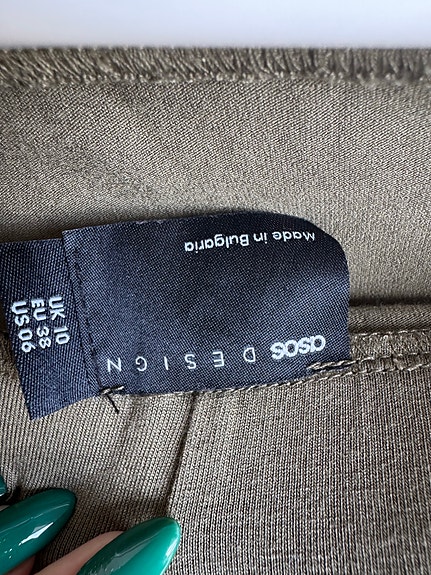 asos DESIGN
Made in Bulgaria
UK 10
EU 38
US 06